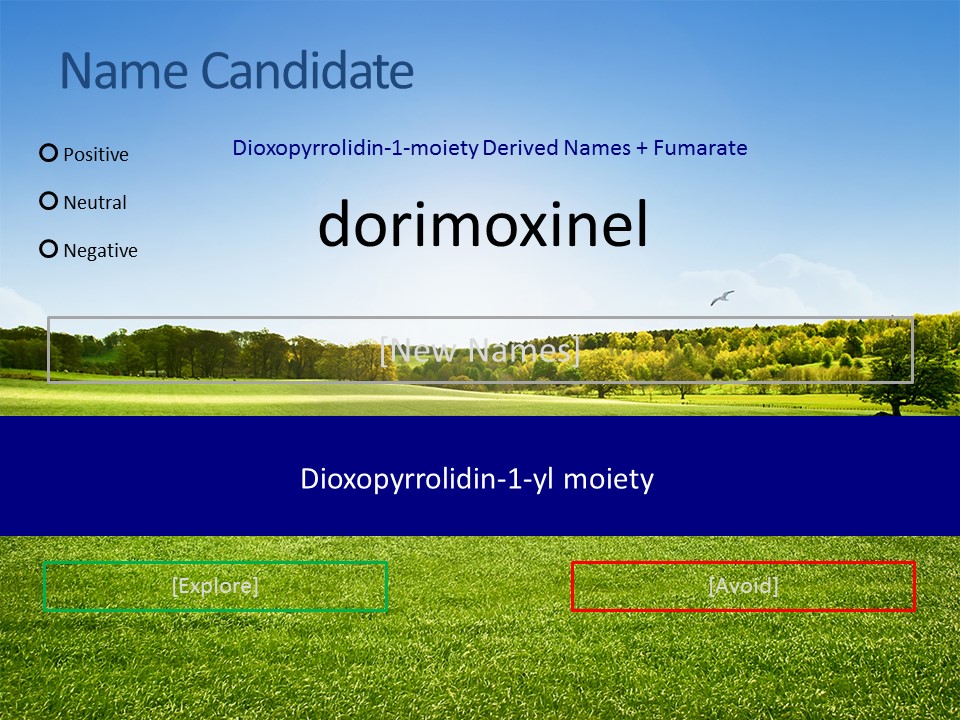 Name Candidate
Positive
Dioxopyrrolidin-1-moiety Derived Names + Fumarate
Neutral
dorimoxinel
Negative
[New Names]
Dioxopyrrolidin-1-yl moiety
[Explore]
[Avoid]